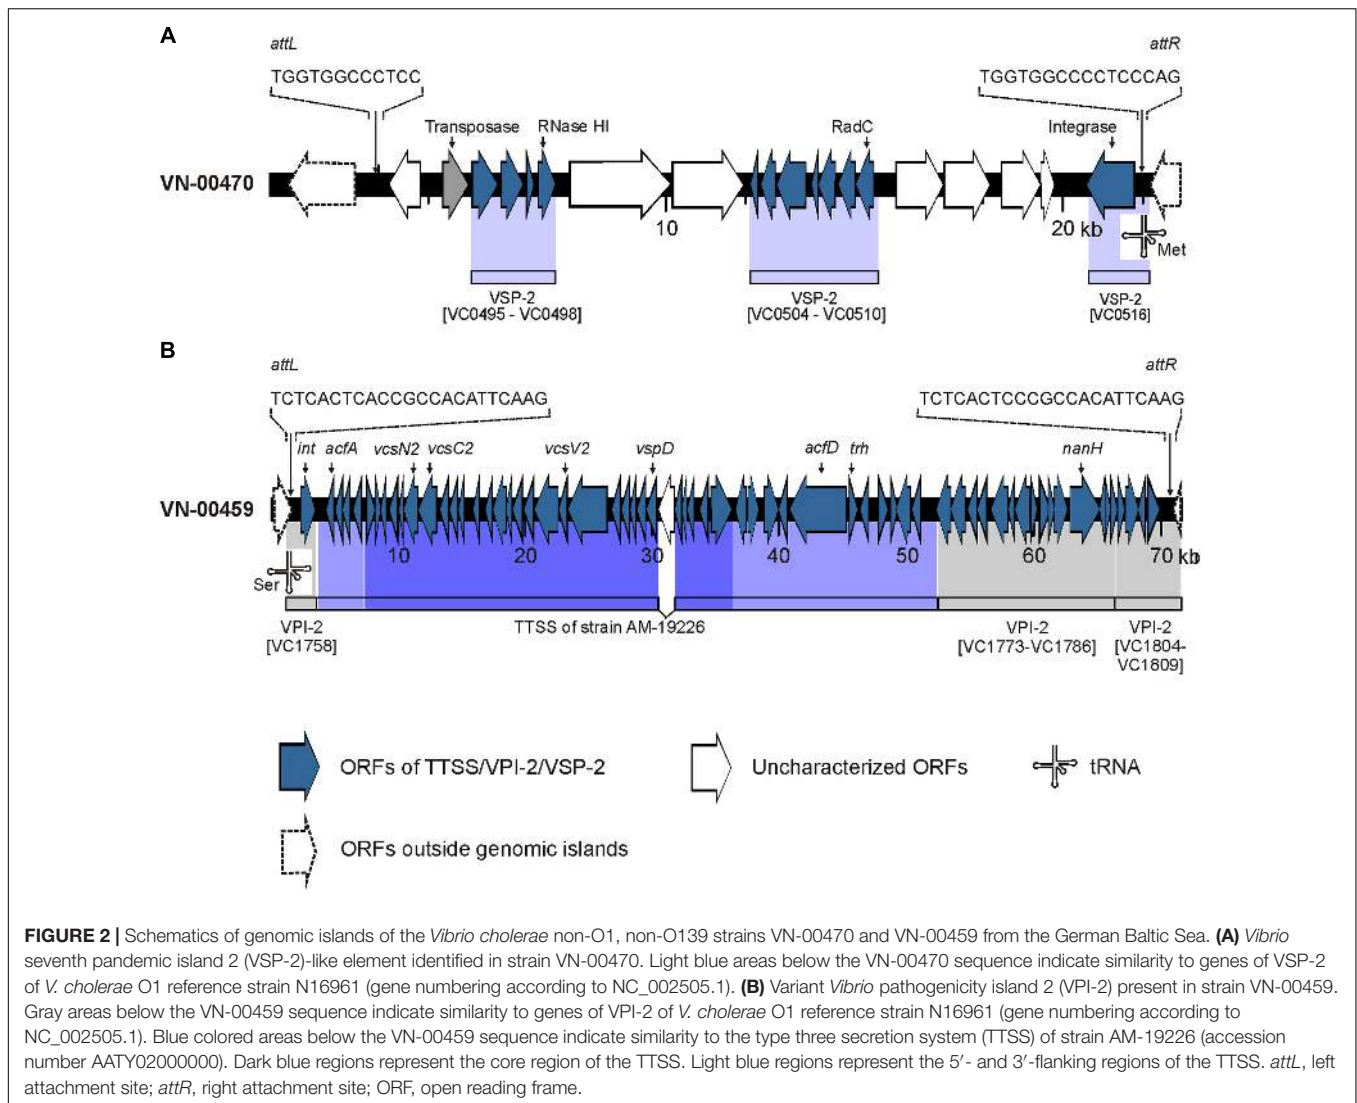 A
attL
attR
TGGTGGCCCTCC
TGGTGGCCCCTCCCAG
Transposase
RNase HI
RadC
Integrase
VN-00470
10
20 kb
Met
VSP-2
[VC0495 - VC0498]
VSP-2
[VC0504 - VC0510]
VSP-2
[VC0516]
B
attL
attR
TCTCACTCACCGCCACATTCAAG
TCTCACTCCCGCCACATTCAAG
int
acfA
vcsN2
vcsC2
vcsV2
vspD
acfD
trh
nanH
VN-00459
10
20
30
40
50
60
70 kb
Ser
VPI-2
[VC1758]
TTSS of strain AM-19226
VPI-2
[VC1773-VC1786]
VPI-2
[VC1804-
VC1809]
ORFs of TTSS/VPI-2/VSP-2
Uncharacterized ORFs
tRNA
ORFs outside genomic islands
FIGURE 2 | Schematics of genomic islands of the Vibrio cholerae non-O1, non-O139 strains VN-00470 and VN-00459 from the German Baltic Sea. (A) Vibrio
seventh pandemic island 2 (VSP-2)-like element identified in strain VN-00470. Light blue areas below the VN-00470 sequence indicate similarity to genes of VSP-2
of V. cholerae O1 reference strain N16961 (gene numbering according to NC_002505.1). (B) Variant Vibrio pathogenicity island 2 (VPI-2) present in strain VN-00459.
Gray areas below the VN-00459 sequence indicate similarity to genes of VPI-2 of V. cholerae O1 reference strain N16961 (gene numbering according to
NC_002505.1). Blue colored areas below the VN-00459 sequence indicate similarity to the type three secretion system (TTSS) of strain AM-19226 (accession
number AATY02000000). Dark blue regions represent the core region of the TTSS. Light blue regions represent the 5′- and 3′-flanking regions of the TTSS. attL, left
attachment site; attR, right attachment site; ORF, open reading frame.